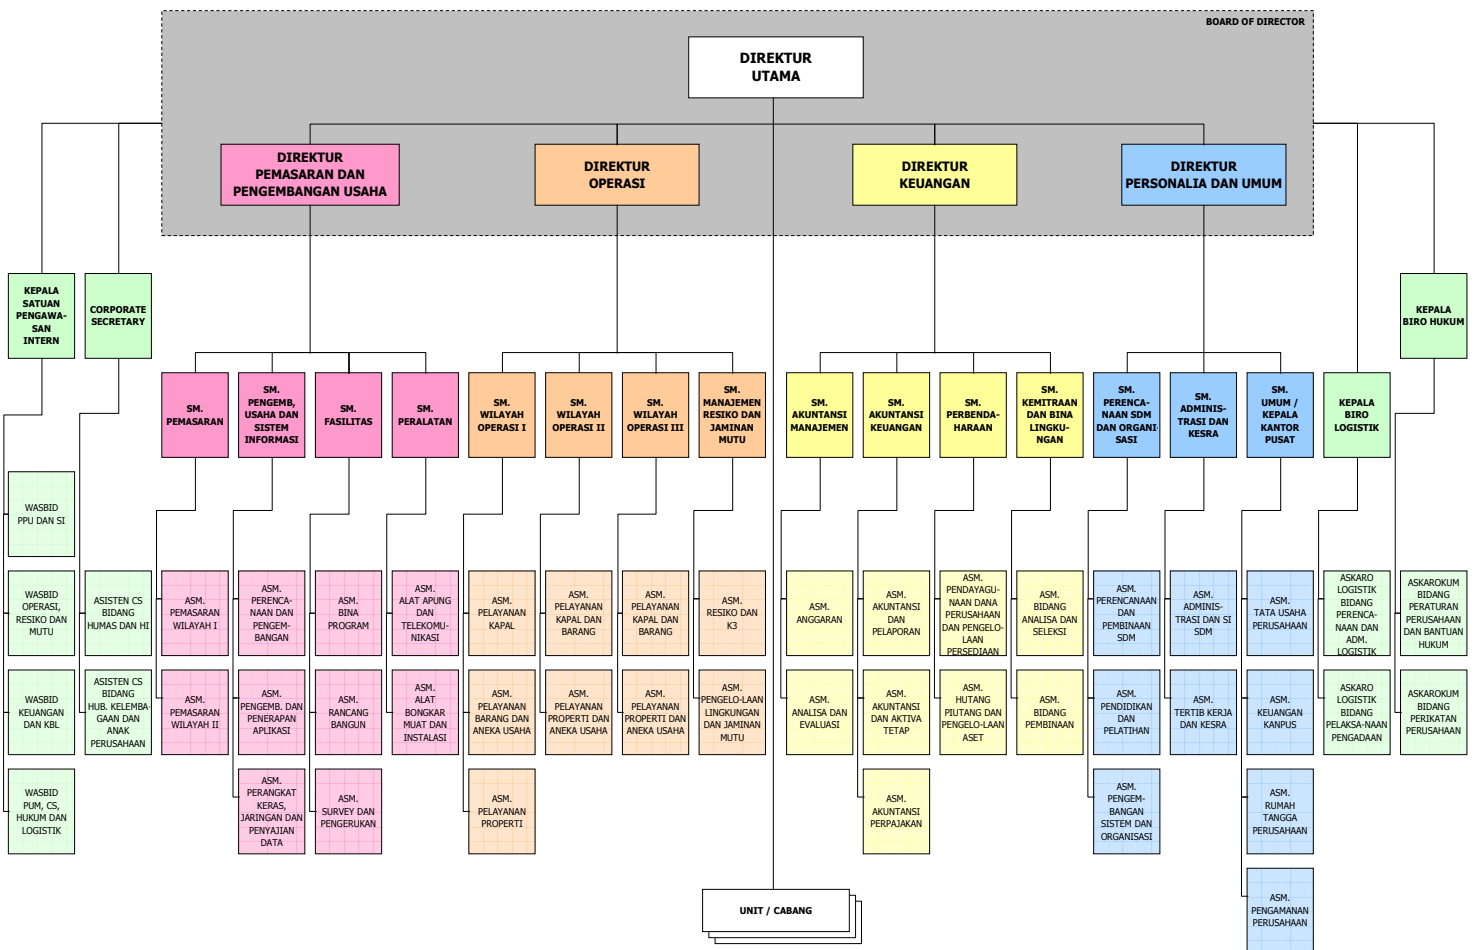 BOARD OF DIRECTOR
DIREKTUR
UTAMA
DIREKTUR
PEMASARAN DAN
PENGEMBANGAN USAHA
DIREKTUR
OPERASI
DIREKTUR
KEUANGAN
DIREKTUR
PERSONALIA DAN UMUM
KEPALA
SATUAN
PENGAWA-
SAN
INTERN
CORPORATE
SECRETARY
KEPALA
BIRO HUKUM
SM.
PEMASARAN
SM.
PENGEMB,
USAHA DAN
SISTEM
INFORMASI
SM.
FASILITAS
SM.
PERALATAN
SM.
WILAYAH
OPERASI I
SM.
WILAYAH
OPERASI II
SM.
WILAYAH
OPERASI III
SM.
MANAJEMEN
RESIKO DAN
JAMINAN
MUTU
SM.
AKUNTANSI
MANAJEMEN
SM.
AKUNTANSI
KEUANGAN
SM.
PERBENDA-
HARAAN
SM.
KEMITRAAN
DAN BINA
LINGKU-
NGAN
SM.
PERENCA-
NAAN SDM
DAN ORGANI-
SASI
SM.
ADMINIS-
TRASI DAN
KESRA
SM.
UMUM /
KEPALA
KANTOR
PUSAT
KEPALA
BIRO
LOGISTIK
WASBID
PPU DAN SI
WASBID
OPERASI,
RESIKO DAN
MUTU
ASISTEN CS
BIDANG
HUMAS DAN HI
ASM.
PEMASARAN
WILAYAH I
ASM.
PERENCA-
NAAN DAN
PENGEM-
BANGAN
ASM.
BINA
PROGRAM
ASM.
ALAT APUNG
DAN
TELEKOMU-
NIKASI
ASM.
PELAYANAN
KAPAL
ASM.
PELAYANAN
KAPAL DAN
BARANG
ASM.
PELAYANAN
KAPAL DAN
BARANG
ASM.
RESIKO DAN
K3
ASM.
ANGGARAN
ASM.
AKUNTANSI
DAN
PELAPORAN
ASM.
PENDAYAGU-
NAAN DANA
PERUSAHAAN
DAN PENGELO-
LAAN
PERSEDIAAN
ASM.
BIDANG
ANALISA DAN
SELEKSI
ASM.
PERENCANAAN
DAN
PEMBINAAN
SDM
ASM.
ADMINIS-
TRASI DAN SI
SDM
ASM.
TATA USAHA
PERUSAHAAN
ASKARO
LOGISTIK
BIDANG
PERENCA-
NAAN DAN
ADM.
LOGISTIK
ASKAROKUM
BIDANG
PERATURAN
PERUSAHAAN
DAN BANTUAN
HUKUM
WASBID
KEUANGAN
DAN KBL
ASISTEN CS
BIDANG
HUB. KELEMBA-
GAAN DAN
ANAK
PERUSAHAAN
ASM.
PEMASARAN
WILAYAH II
ASM.
PENGEMB. DAN
PENERAPAN
APLIKASI
ASM.
RANCANG
BANGUN
ASM.
ALAT
BONGKAR
MUAT DAN
INSTALASI
ASM.
PELAYANAN
BARANG DAN
ANEKA USAHA
ASM.
PELAYANAN
PROPERTI DAN
ANEKA USAHA
ASM.
PELAYANAN
PROPERTI DAN
ANEKA USAHA
ASM.
PENGELO-LAAN
LINGKUNGAN
DAN JAMINAN
MUTU
ASM.
ANALISA DAN
EVALUASI
ASM.
AKUNTANSI
DAN AKTIVA
TETAP
ASM.
HUTANG
PIUTANG DAN
PENGELO-LAAN
ASET
ASM.
BIDANG
PEMBINAAN
ASM.
PENDIDIKAN
DAN
PELATIHAN
ASM.
TERTIB KERJA
DAN KESRA
ASM.
KEUANGAN
KANPUS
ASKARO
LOGISTIK
BIDANG
PELAKSA-NAAN
PENGADAAN
ASKAROKUM
BIDANG
PERIKATAN
PERUSAHAAN
WASBID
PUM, CS,
HUKUM DAN
LOGISTIK
ASM.
PERANGKAT
KERAS,
JARINGAN DAN
PENYAJIAN
DATA
ASM.
SURVEY DAN
PENGERUKAN
ASM.
PELAYANAN
PROPERTI
ASM.
AKUNTANSI
PERPAJAKAN
ASM.
PENGEM-
BANGAN
SISTEM DAN
ORGANISASI
ASM.
RUMAH
TANGGA
PERUSAHAAN
UNIT / CABANG
ASM.
PENGAMANAN
PERUSAHAAN